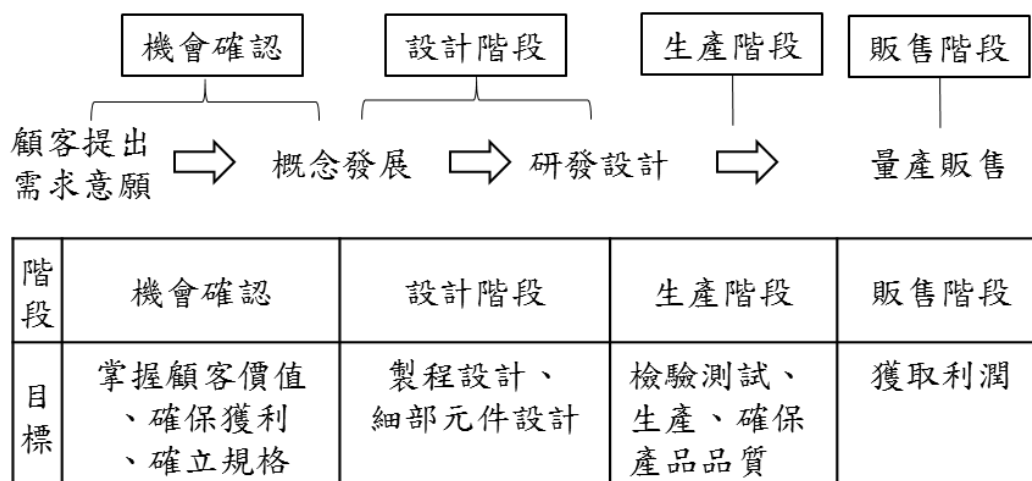 機會確認
設計階段
生產階段
販售階段
顧客提出
需求意願
概念發展
研發設計
量產販售
階段
機會確認
設計階段
生產階段
販售階段
目標
掌握顧客價值
、確保獲利
、確立規格
製程設計、
細部元件設計
檢驗測試、
生產、確保
產品品質
獲取利潤